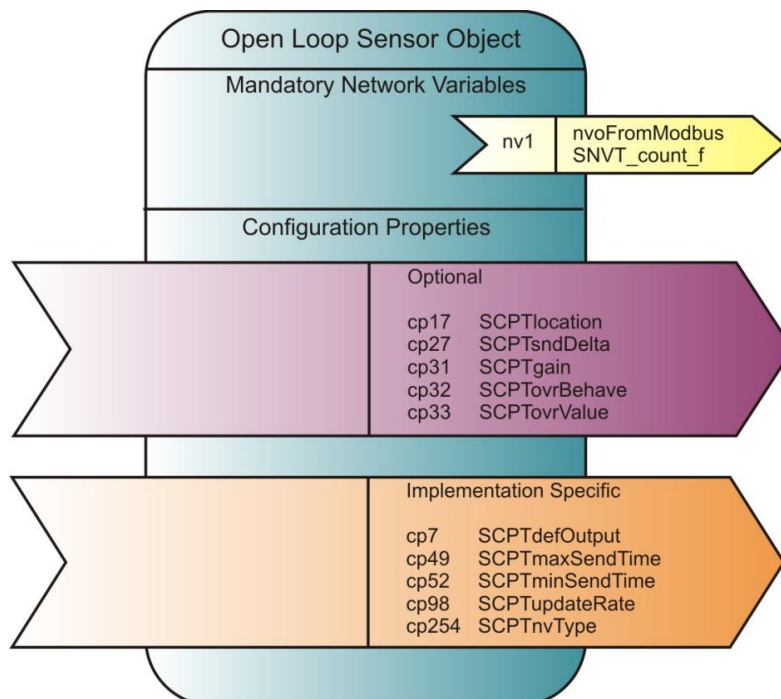 Open Loop Sensor Object
Mandatory Network Variables
nv1 nvoFromModbus
SNVT_count_f
Configuration Properties
Optional
cp17 SCPTlocation
cp27 SCPTsndDelta
cp31 SCPTgain
cp32 SCPTovrBehave
cp33 SCPTovrValue
Implementation Specific
cp7 SCPTdefOutput
cp49 SCPTmaxSendTime
cp52 SCPTminSendTime
cp98 SCPTupdateRate
cp254 SCPTnvType